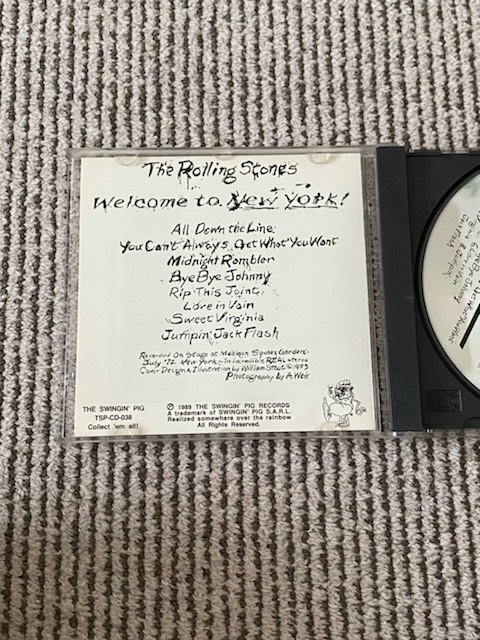 The Rolling Stones
Welcome to New York!
All Down the Line
You Can't Always Get What You Want
Midnight Rambler
Bye Bye Johnny
Rip This Joint
Love in Vain
Sweet Virginia
Jumpin' Jack Flash
Recorded On Stage at
July '72 New York - In incredible REAL stereo
Cover Design & Illustration by William Stout © 1973
Photography by A. Weir
THE SWINGIN' PIG
TSP-CD-038
Collect 'em all!
© 1989 THE SWINGIN' PIG RECORDS
A trademark of SWINGIN' PIG S.A.R.L.
Realized somewhere over the rainbow
All Rights Reserved.